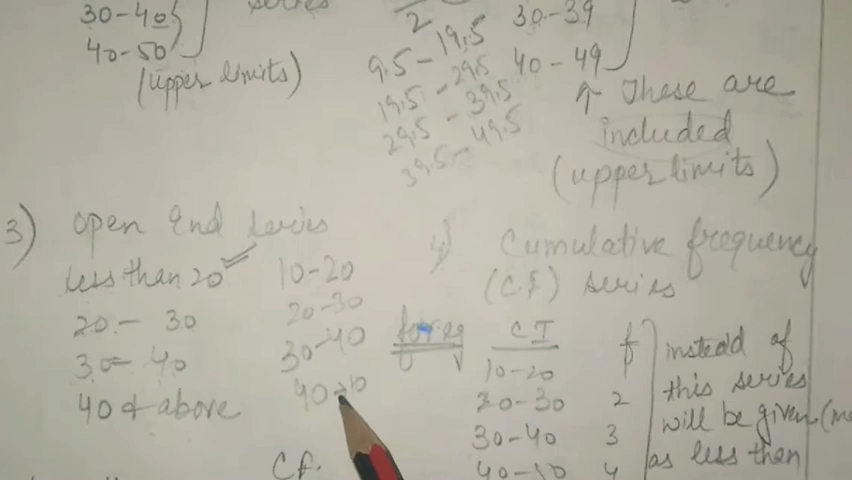 30-40
40-50
(upper limits)
series
2
9.5-19.5
19.5-29.5
29.5-39.5
39.5-49.5
30-39
40-49
↑ These are
included
(upper limits)
3) open End series
less than 20
20-30
30-40
40 & above
10-20
20-30
30-40
4) Cumulative frequency
(C.f) series
for eg
C I f
10-20
20-30 2
30-40 3
40-50 4
instead of
this series
will be given
as less than
C.f.